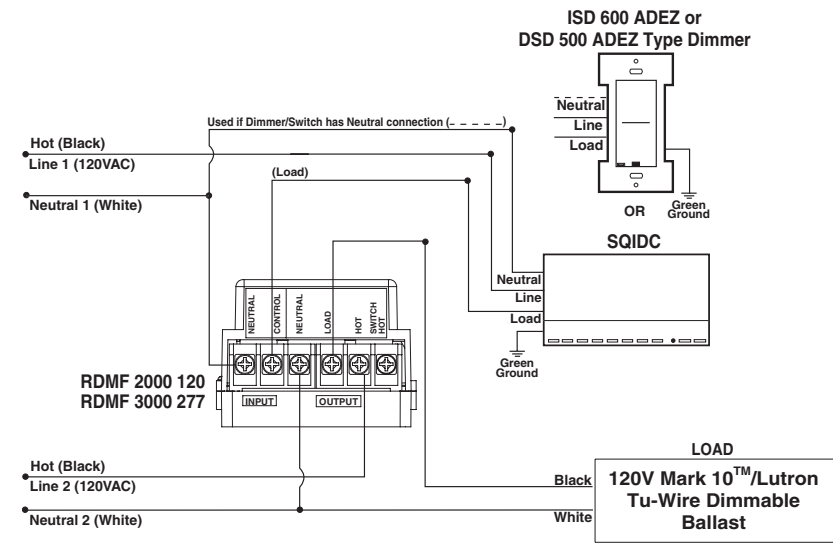 ISD 600 ADEZ or
DSD 500 ADEZ Type Dimmer
Neutral
Line
Load
Green
Ground
OR
Used if Dimmer/Switch has Neutral connection (- - - - -)
Hot (Black)
Line 1 (120VAC)
(Load)
Neutral 1 (White)
SQIDC
Neutral
Line
Load
Green
Ground
NEUTRAL
CONTROL
NEUTRAL
LOAD
HOT
SWITCH
HOT
RDMF 2000 120
RDMF 3000 277
INPUT
OUTPUT
Hot (Black)
Line 2 (120VAC)
Neutral 2 (White)
LOAD
Black
White
120V Mark 10™/Lutron
Tu-Wire Dimmable
Ballast